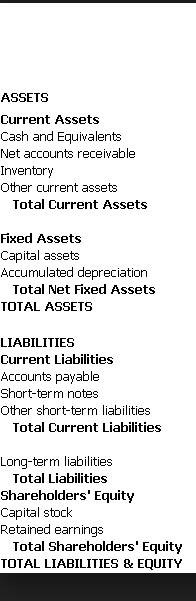 ASSETS
Current Assets
Cash and Equivalents
Net accounts receivable
Inventory
Other current assets
Total Current Assets
Fixed Assets
Capital assets
Accumulated depreciation
Total Net Fixed Assets
TOTAL ASSETS
LIABILITIES
Current Liabilities
Accounts payable
Short-term notes
Other short-term liabilities
Total Current Liabilities
Long-term liabilities
Total Liabilities
Shareholders' Equity
Capital stock
Retained earnings
Total Shareholders' Equity
TOTAL LIABILITIES & EQUITY